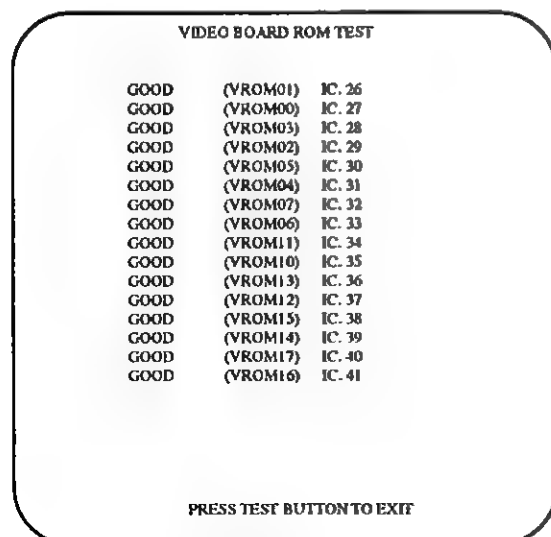 VIDEO BOARD ROM TEST
GOOD (VROM01) IC. 26
GOOD (VROM00) IC. 27
GOOD (VROM03) IC. 28
GOOD (VROM02) IC. 29
GOOD (VROM05) IC. 30
GOOD (VROM04) IC. 31
GOOD (VROM07) IC. 32
GOOD (VROM06) IC. 33
GOOD (VROM11) IC. 34
GOOD (VROM10) IC. 35
GOOD (VROM13) IC. 36
GOOD (VROM12) IC. 37
GOOD (VROM15) IC. 38
GOOD (VROM14) IC. 39
GOOD (VROM17) IC. 40
GOOD (VROM16) IC. 41
PRESS TEST BUTTON TO EXIT